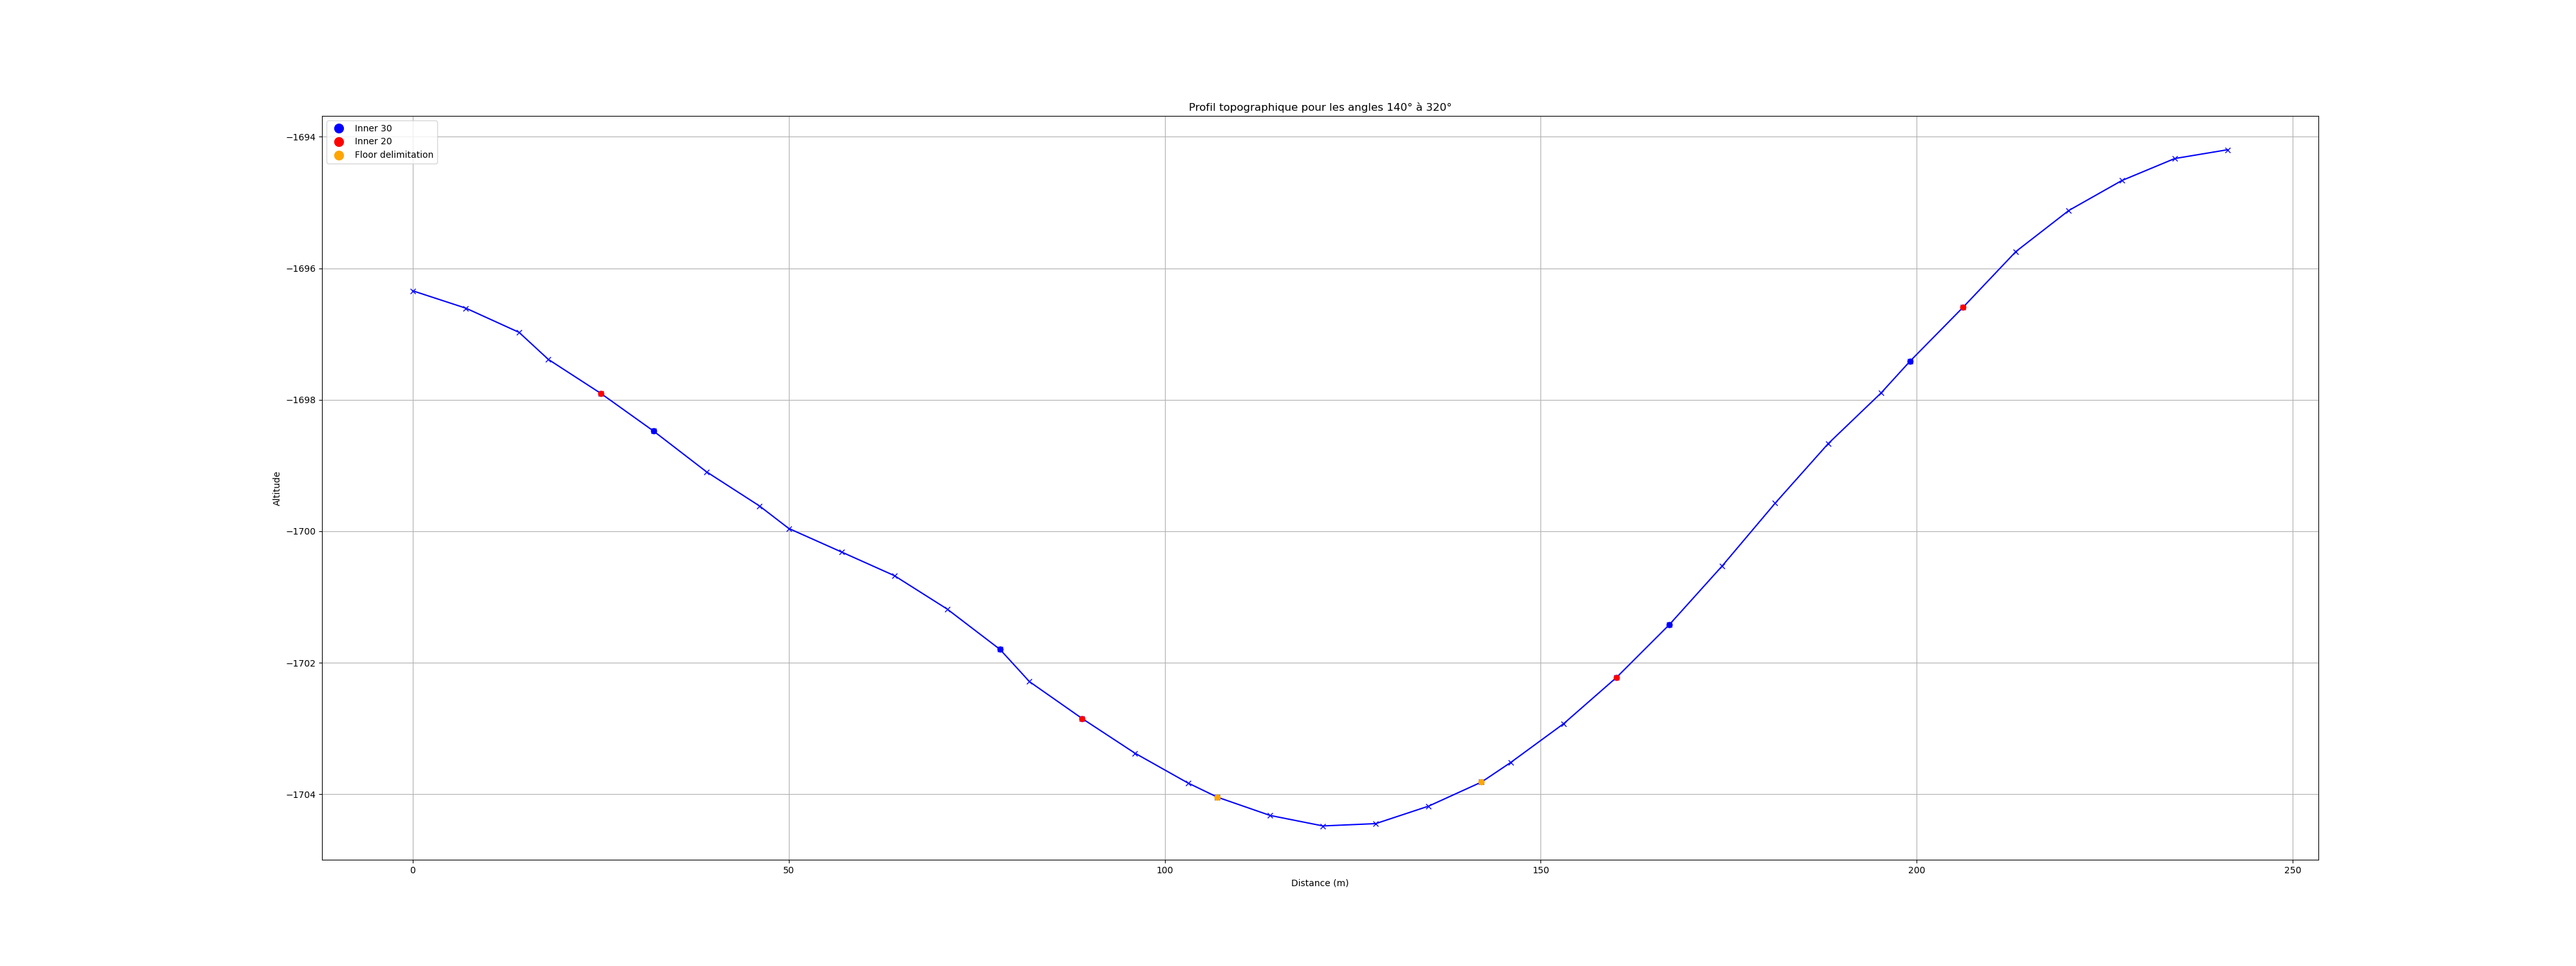 Profil topographique pour les angles 140° à 320°
Inner 30
Inner 20
Floor delimitation
Altitude
−1694
−1696
−1698
−1700
−1702
−1704
0
50
100
150
200
250
Distance (m)